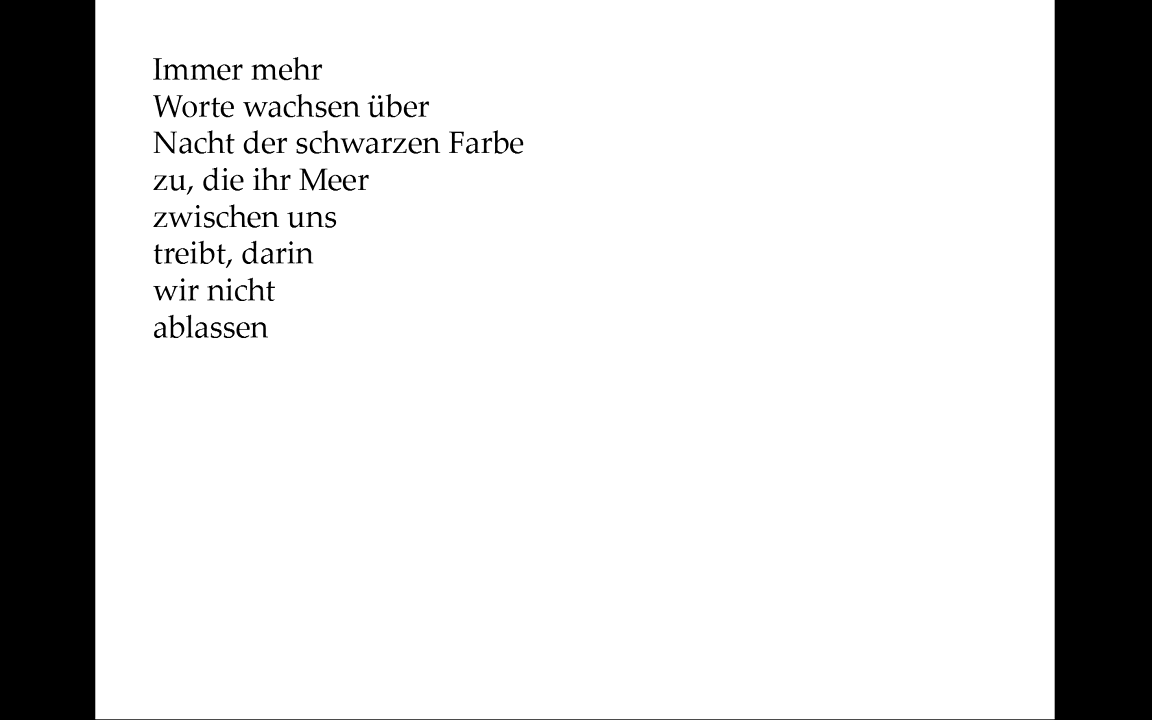 Immer mehr
Worte wachsen über
Nacht der schwarzen Farbe
zu, die ihr Meer
zwischen uns
treibt, darin
wir nicht
ablassen